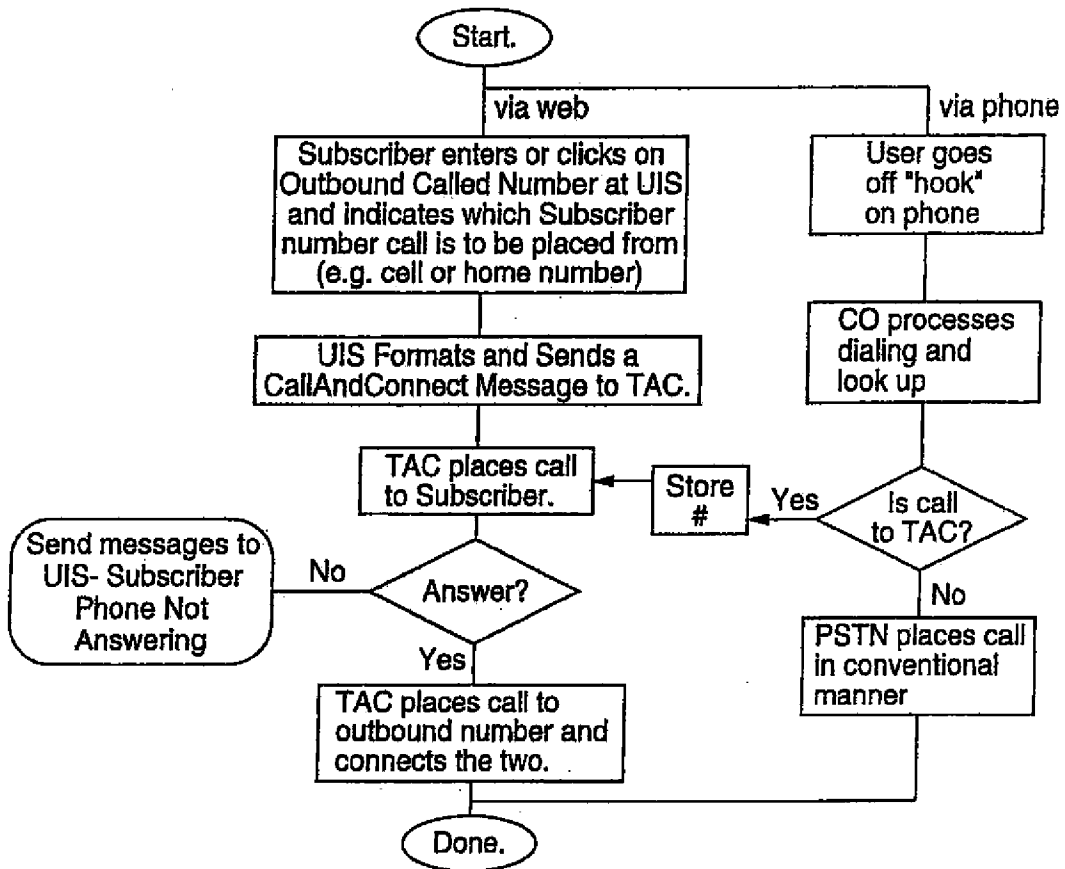 Start.
via web
via phone
Subscriber enters or clicks on
Outbound Called Number at UIS
and indicates which Subscriber
number call is to be placed from
(e.g. cell or home number)
User goes
off "hook"
on phone
UIS Formats and Sends a
CallAndConnect Message to TAC.
CO processes
dialing and
look up
TAC places call
to Subscriber.
Store
#
Yes
Is call
to TAC?
Send messages to
UIS- Subscriber
Phone Not
Answering
No
Answer?
No
Yes
PSTN places call
in conventional
manner
TAC places call to
outbound number and
connects the two.
Done.